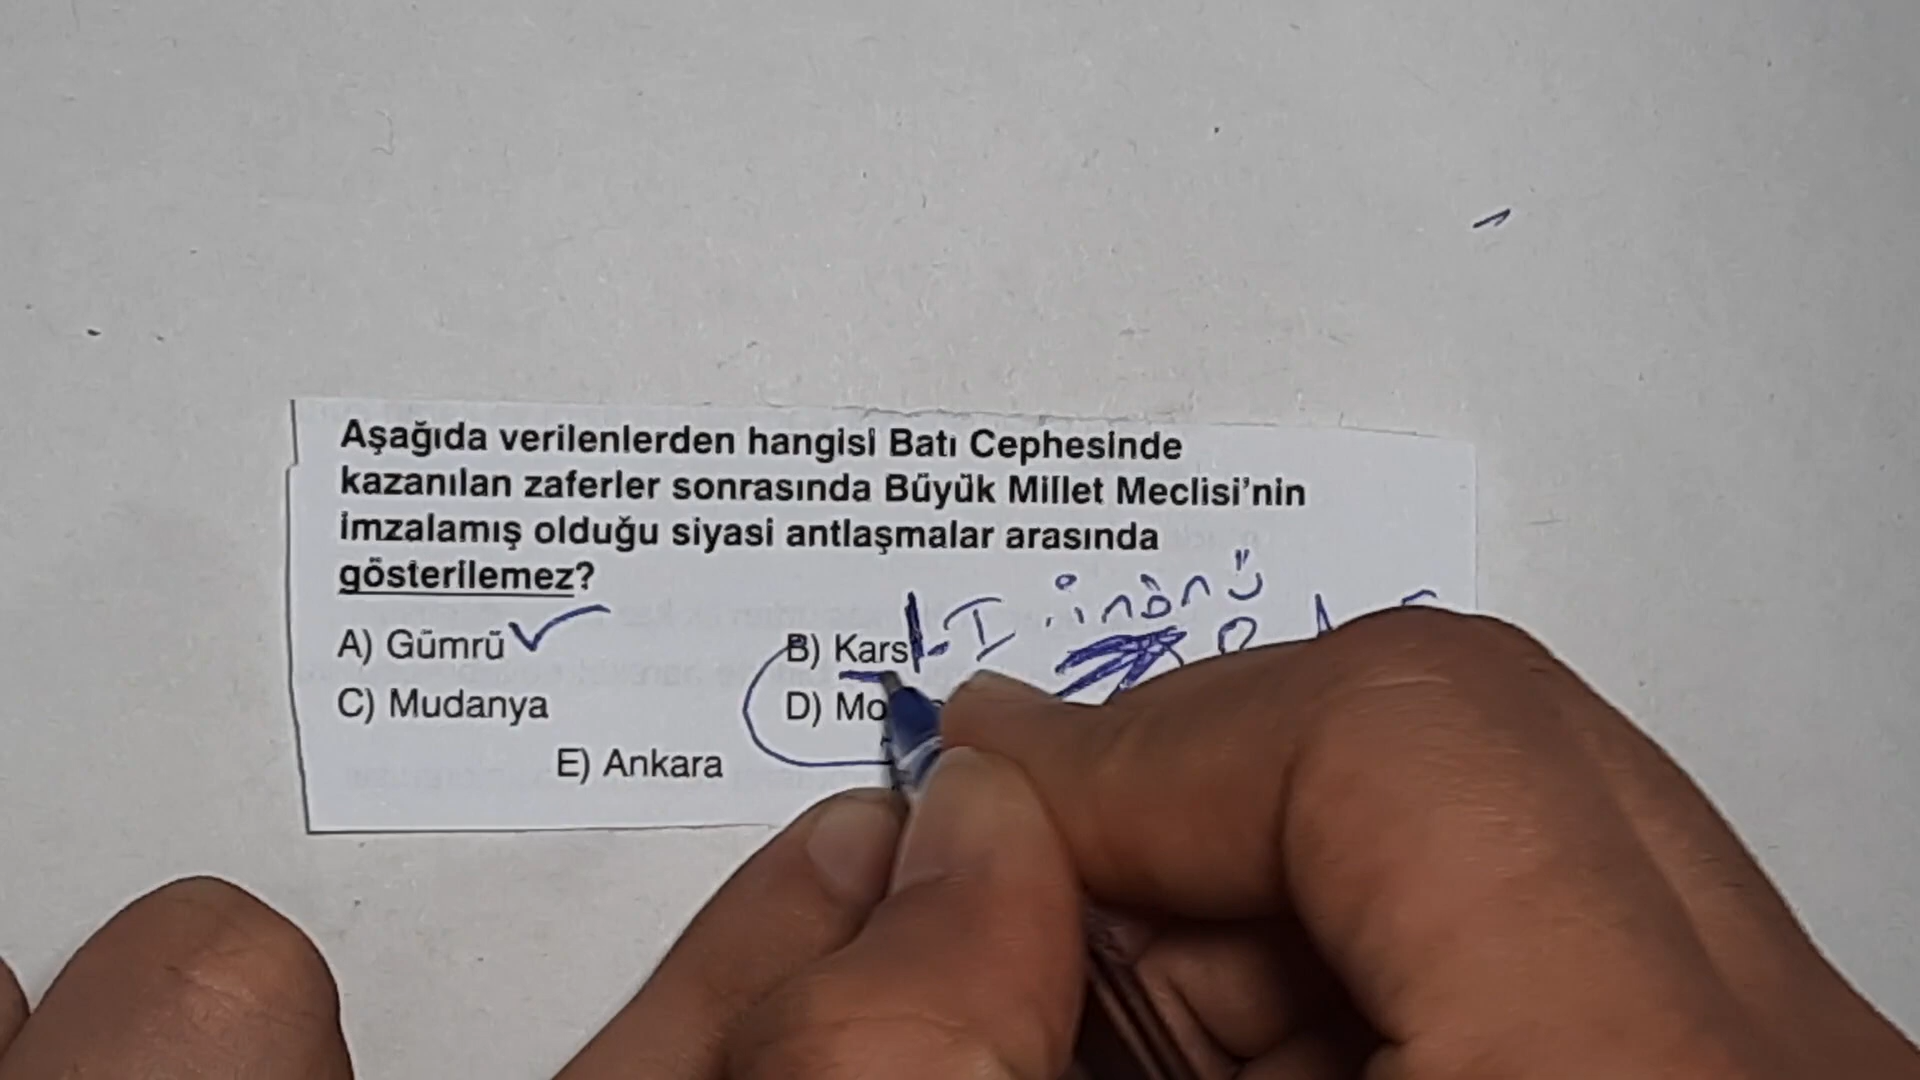 Aşağıda verilenlerden hangisi Batı Cephesinde
kazanılan zaferler sonrasında Büyük Millet Meclisi'nin
imzalamış olduğu siyasi antlaşmalar arasında
gösterilemez?
A) Gümrü B) Kars I. inönü
C) Mudanya D) Mo
E) Ankara